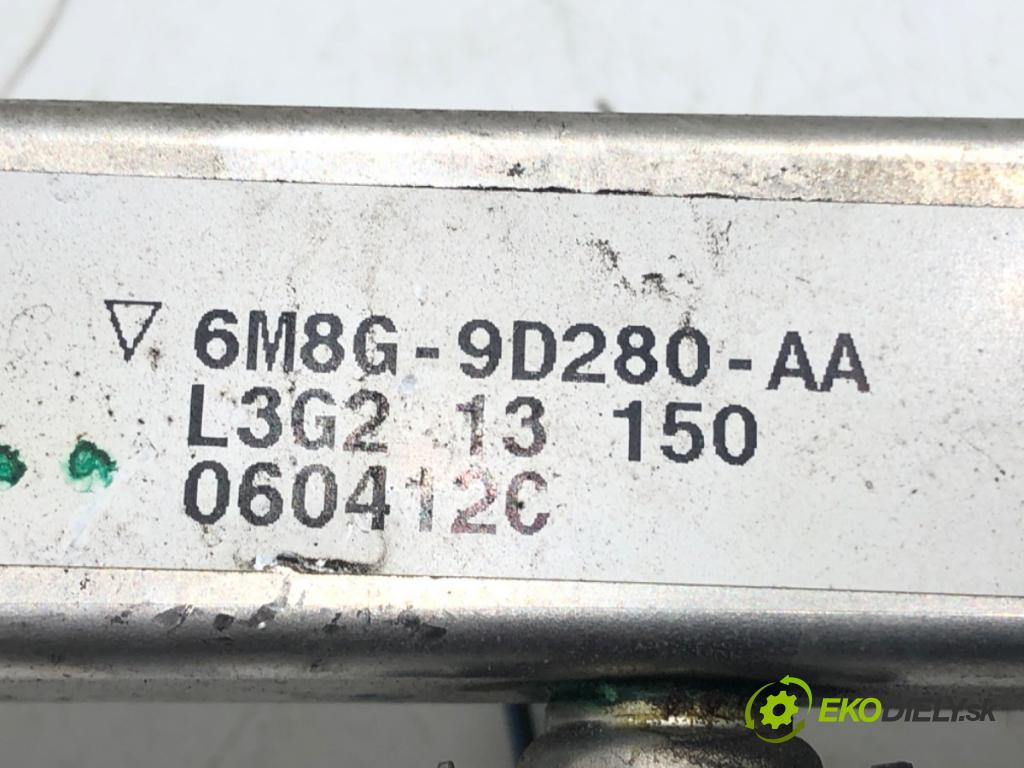 6M8G-9D280-AA
L3G2 13 150
060412C
EKODIELY.SK